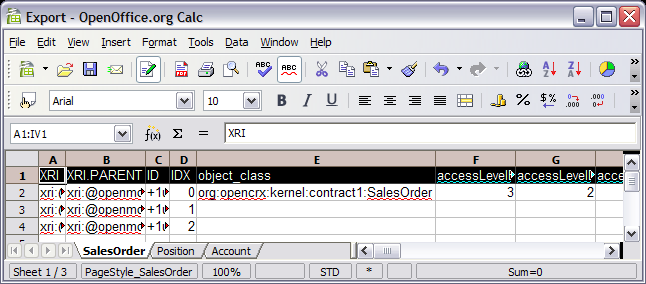 Export - OpenOffice.org Calc
File Edit View Insert Format Tools Data Window Help
ABC ABC
Arial 10 B I U % $%
A1:IV1 f(x) Σ = XRI
A B C D E F G
1 XRI XRI.PARENT ID IDX object_class accessLevel accessLevel acce
2 xri: xri:@openm +1 0 org:opencrx:kernel:contract1:SalesOrder 3 2
3 xri: xri:@openm +1 1
4 xri: xri:@openm +1 2
SalesOrder Position Account
Sheet 1 / 3 PageStyle_SalesOrder 100% STD * Sum=0